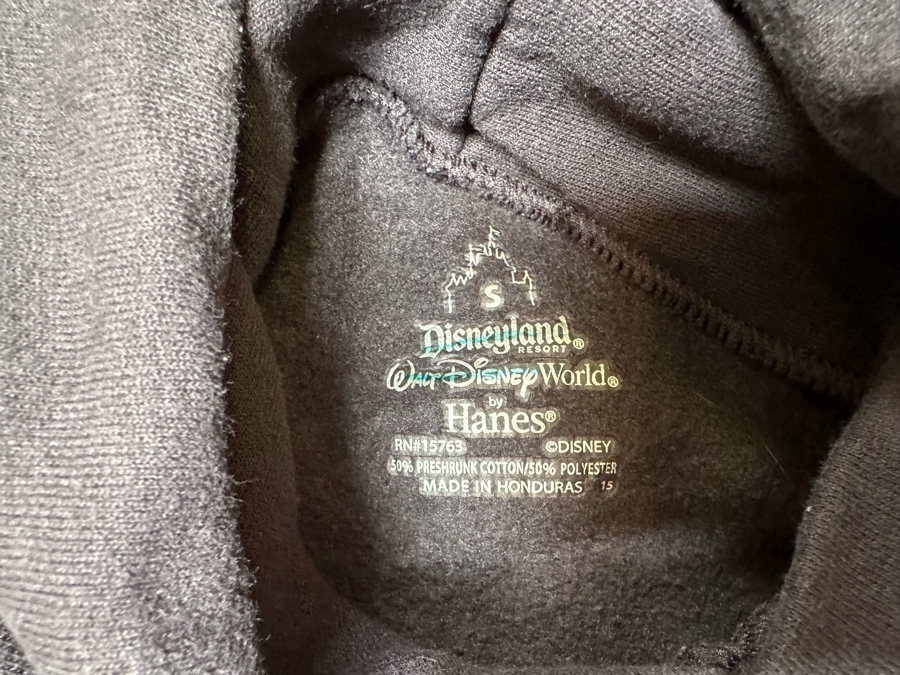 S
Disneyland®
RESORT
WALT DISNEY World®
by
Hanes®
RN#15763 ©DISNEY
50% PRESHRUNK COTTON/50% POLYESTER
MADE IN HONDURAS 15